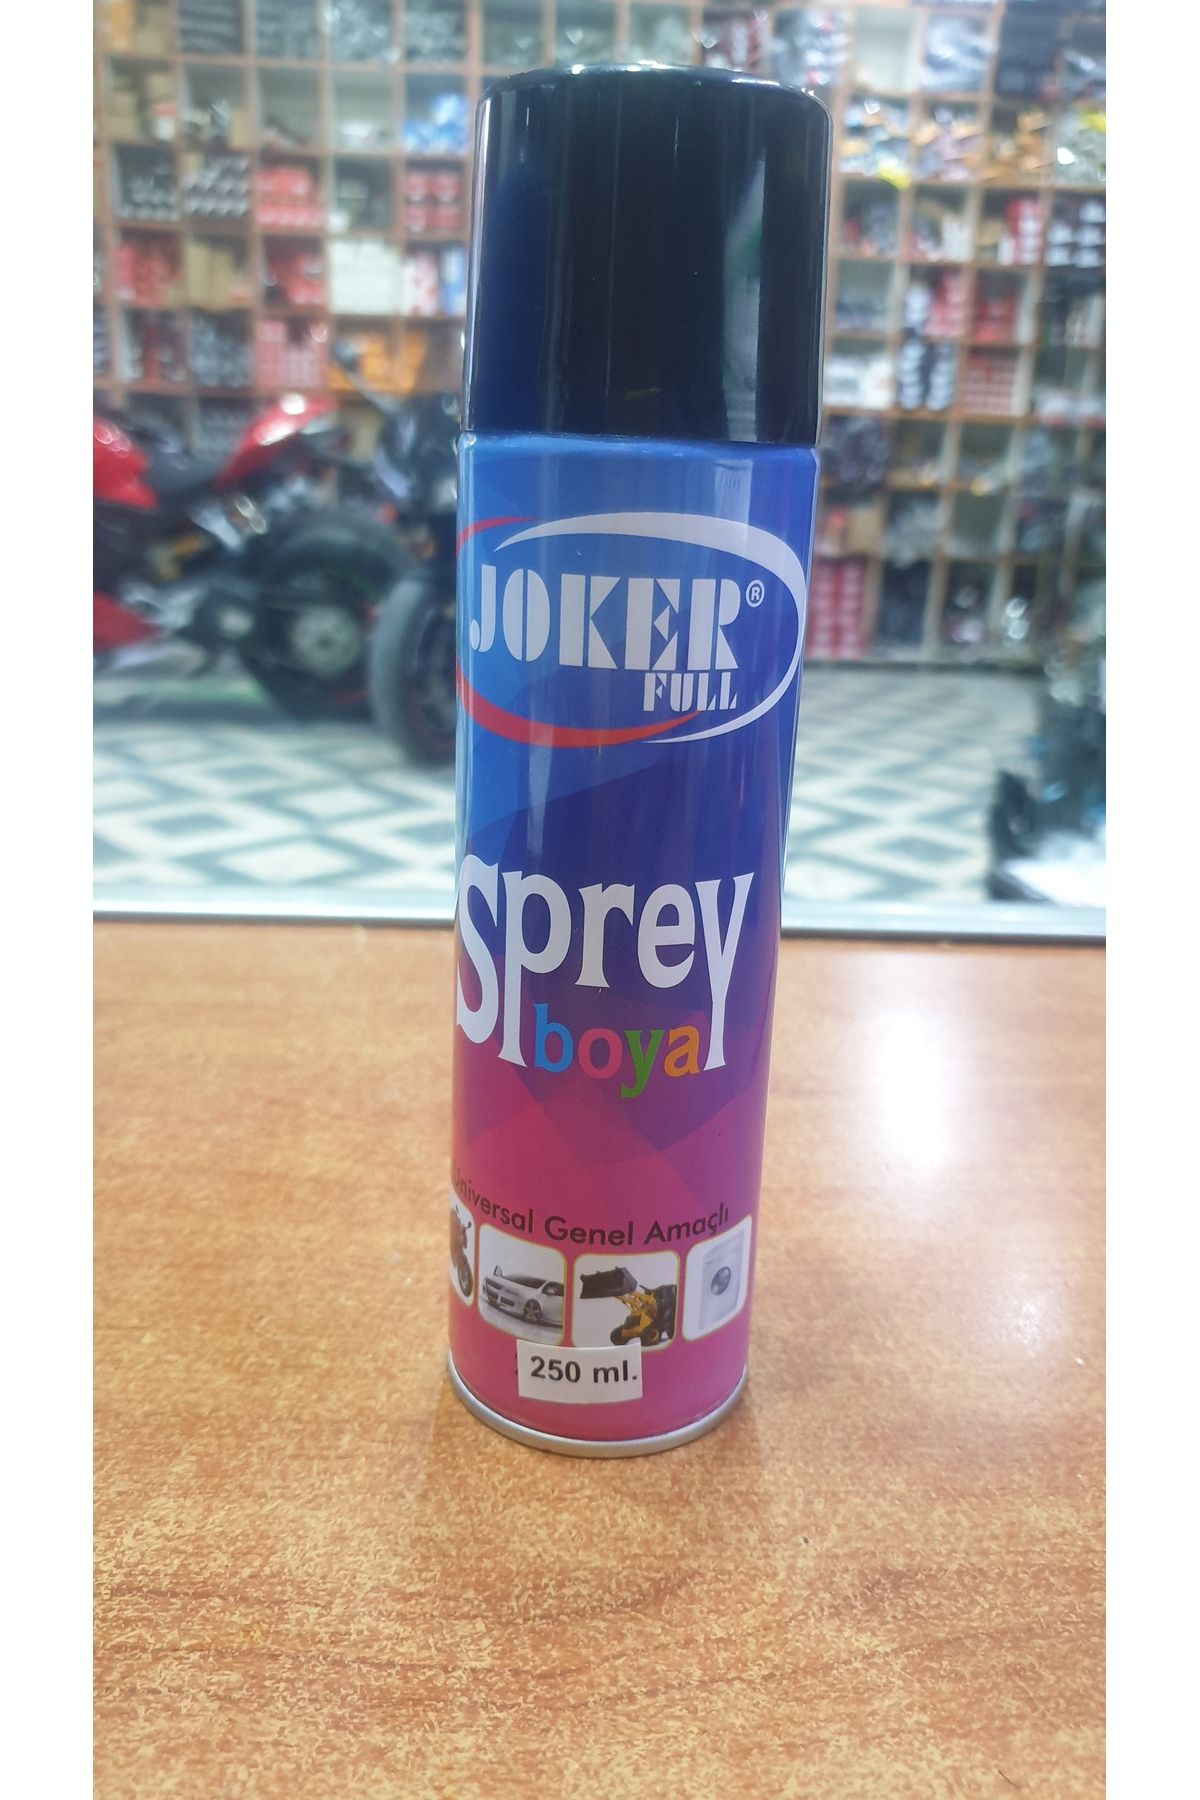 JOKER®
FULL
Sprey
boya
Universal Genel Amaçlı
250 ml.